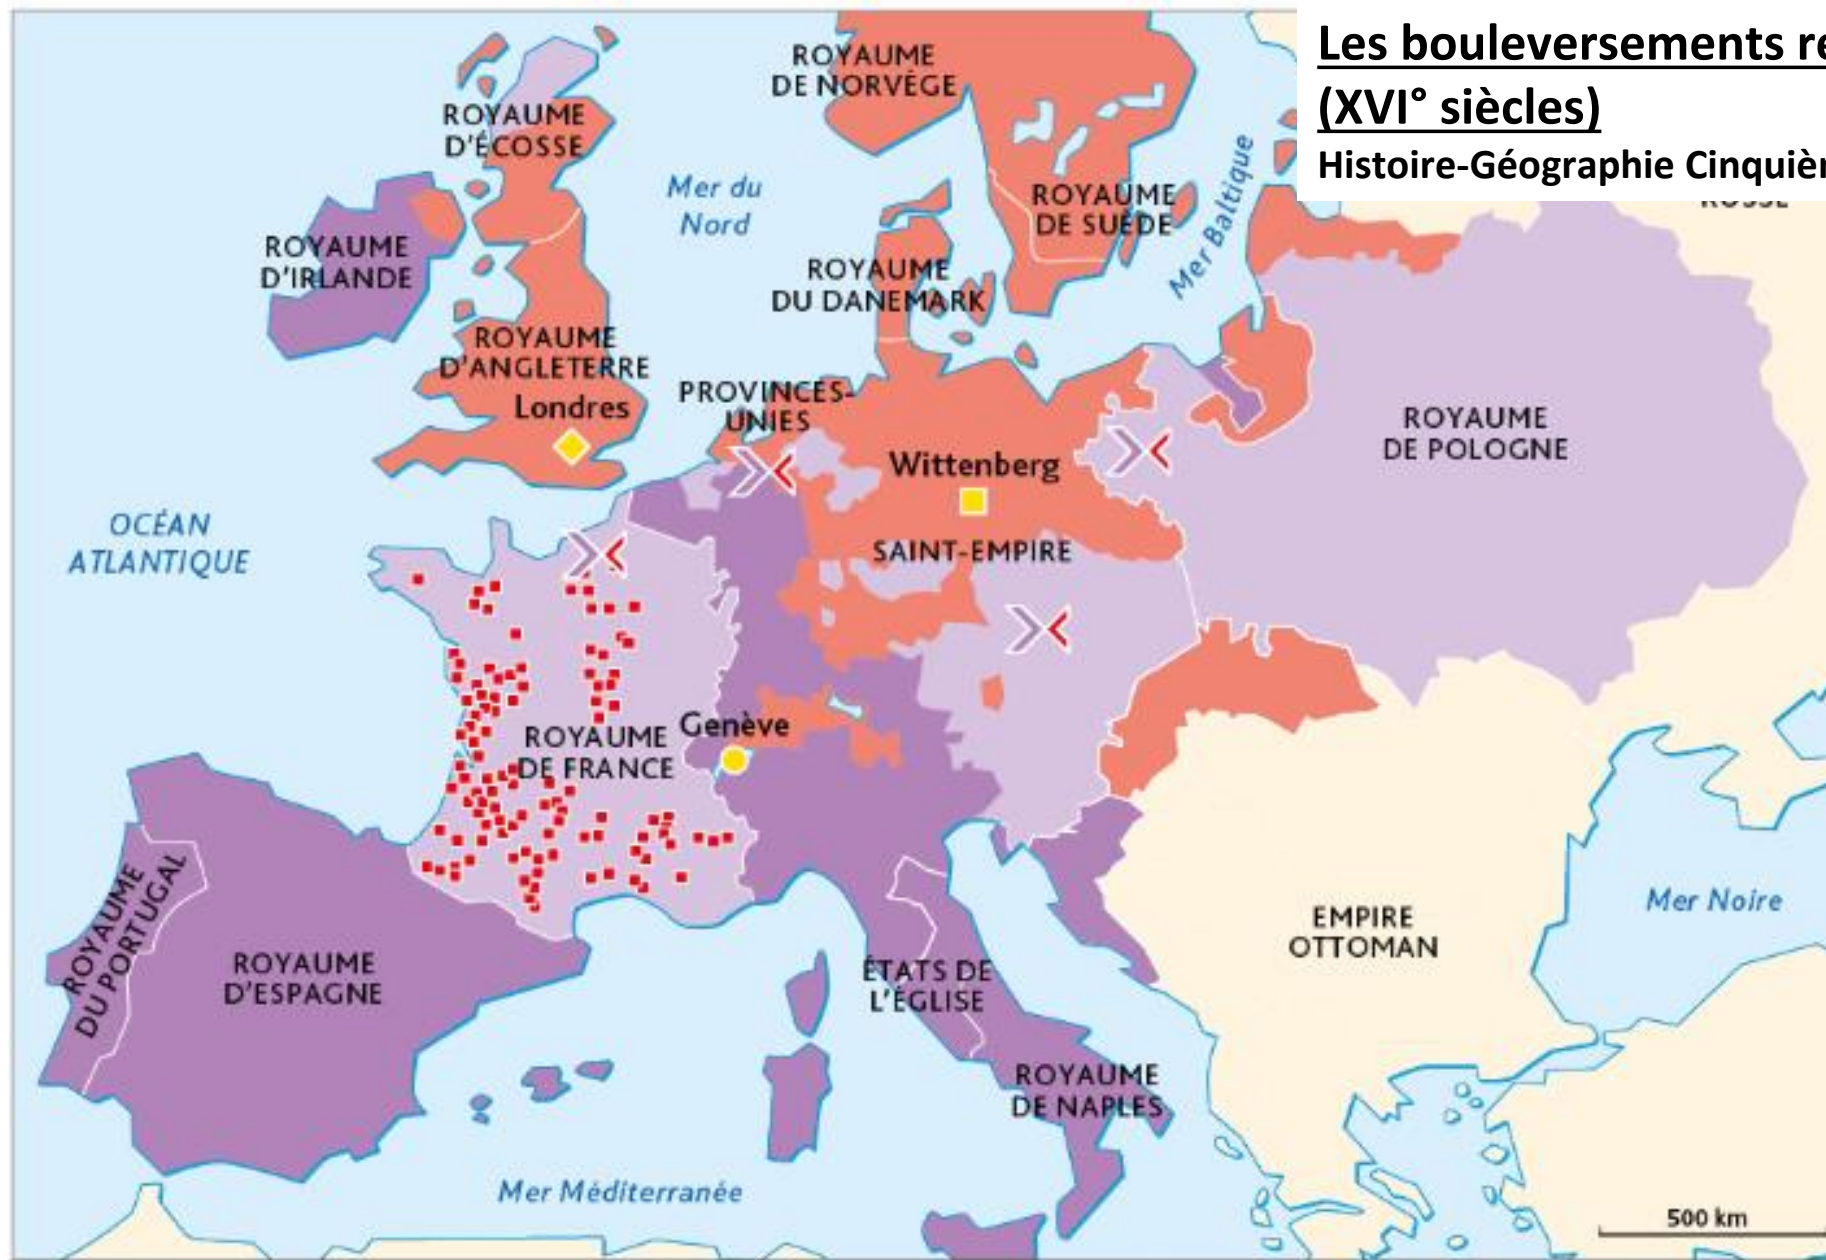 Les bouleversements re
(XVI° siècles)
Histoire-Géographie Cinquièr
ROYAUME
DE NORVÈGE
ROYAUME
D'ÉCOSSE
Mer du
Nord
ROYAUME
DE SUÈDE
Mer Baltique
ROYAUME
D'IRLANDE
ROYAUME
DU DANEMARK
ROYAUME
D'ANGLETERRE
Londres
PROVINCES-
UNIES
ROYAUME
DE POLOGNE
Wittenberg
OCÉAN
ATLANTIQUE
SAINT-EMPIRE
ROYAUME
DE FRANCE
Genève
ROYAUME
DU PORTUGAL
ROYAUME
D'ESPAGNE
ÉTATS DE
L'ÉGLISE
EMPIRE
OTTOMAN
Mer Noire
ROYAUME
DE NAPLES
Mer Méditerranée
500 km